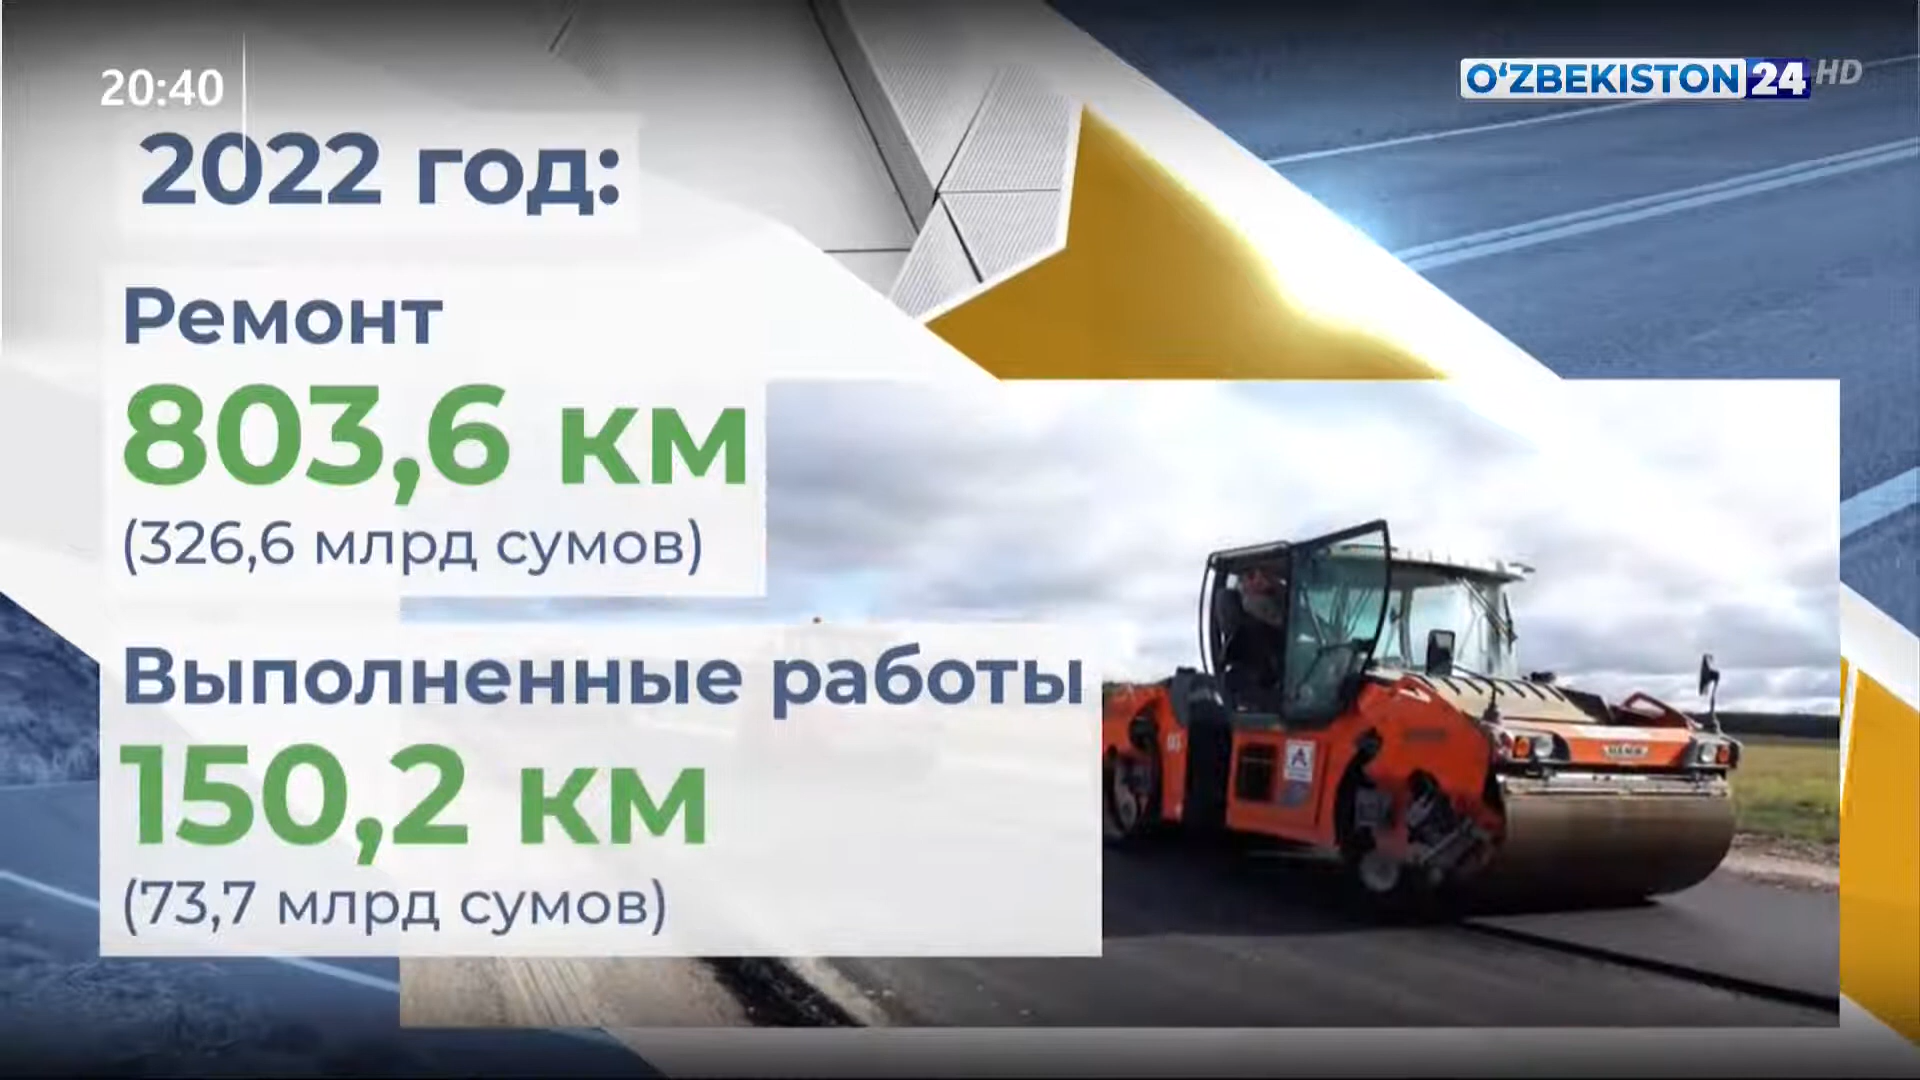 20:40
O‘ZBEKISTON 24 HD
2022 год:
Ремонт
803,6 км
(326,6 млрд сумов)
Выполненные работы
150,2 км
(73,7 млрд сумов)